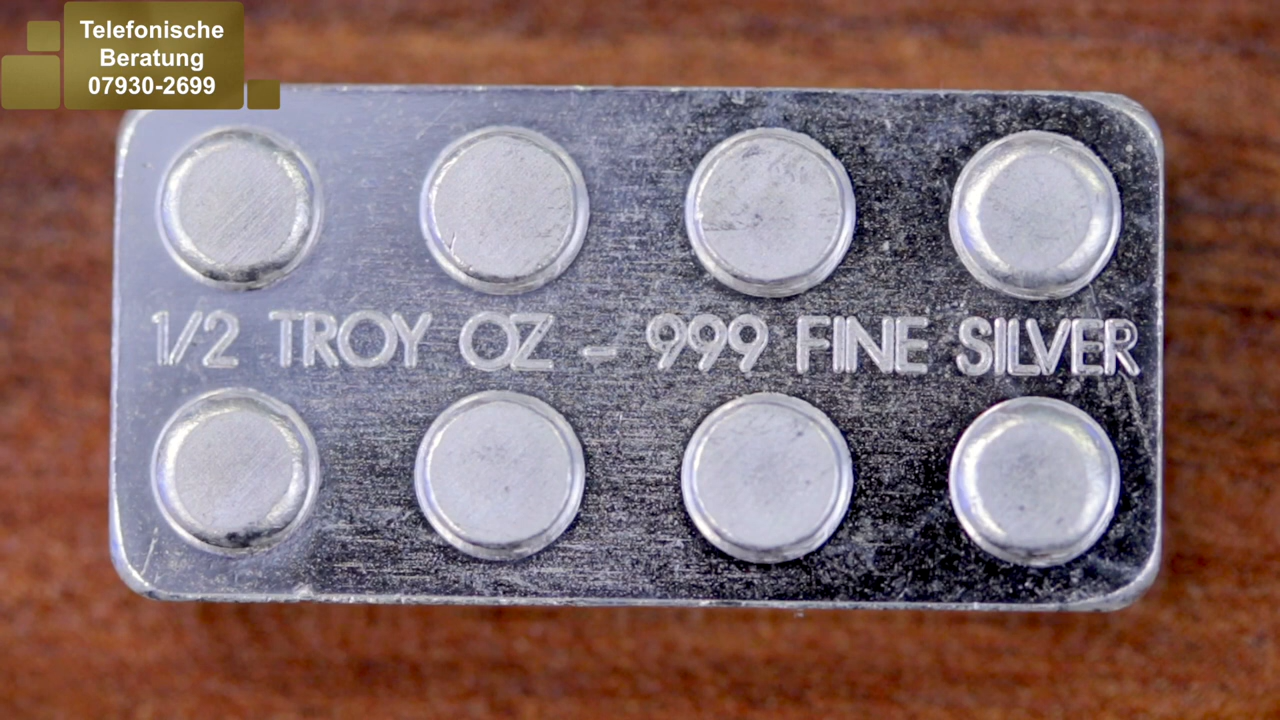 Telefonische
Beratung
07930-2699
1/2 TROY OZ - 999 FINE SILVER